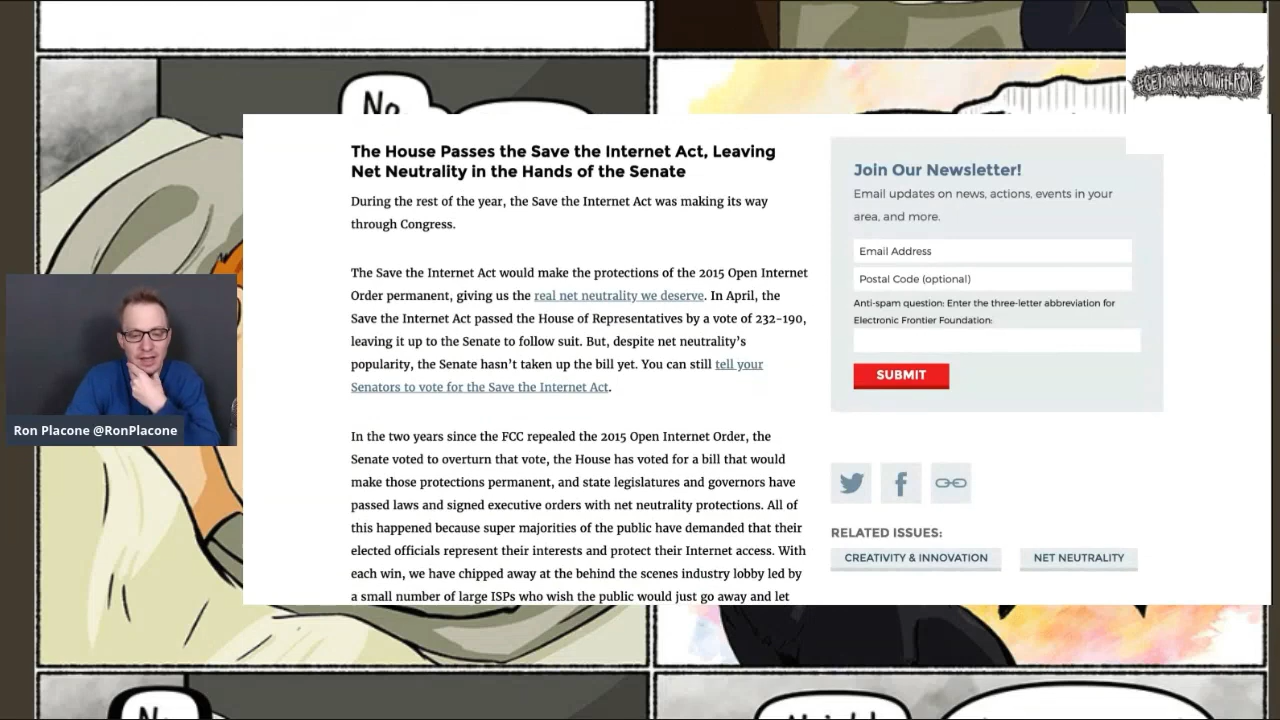 No.
#GETYOURNEWSONWITHRON
The House Passes the Save the Internet Act, Leaving
Net Neutrality in the Hands of the Senate
During the rest of the year, the Save the Internet Act was making its way
through Congress.
The Save the Internet Act would make the protections of the 2015 Open Internet
Order permanent, giving us the real net neutrality we deserve. In April, the
Save the Internet Act passed the House of Representatives by a vote of 232-190,
leaving it up to the Senate to follow suit. But, despite net neutrality's
popularity, the Senate hasn't taken up the bill yet. You can still tell your
Senators to vote for the Save the Internet Act.
In the two years since the FCC repealed the 2015 Open Internet Order, the
Senate voted to overturn that vote, the House has voted for a bill that would
make those protections permanent, and state legislatures and governors have
passed laws and signed executive orders with net neutrality protections. All of
this happened because super majorities of the public have demanded that their
elected officials represent their interests and protect their Internet access. With
each win, we have chipped away at the behind the scenes industry lobby led by
a small number of large ISPs who wish the public would just go away and let
Join Our Newsletter!
Email updates on news, actions, events in your
area, and more.
Email Address
Postal Code (optional)
Anti-spam question: Enter the three-letter abbreviation for
Electronic Frontier Foundation:
SUBMIT
RELATED ISSUES:
CREATIVITY & INNOVATION
NET NEUTRALITY
Ron Placone @RonPlacone